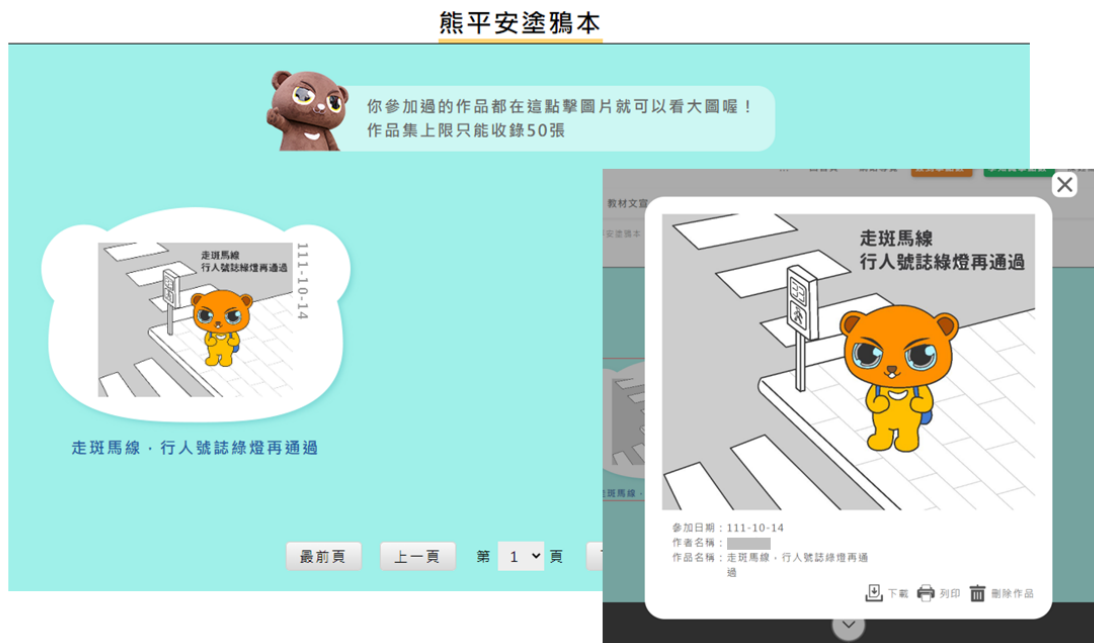 熊平安塗鴉本
你參加過的作品都在這點擊圖片就可以看大圖喔！
作品集上限只能收錄50張
走斑馬線
行人號誌綠燈再通過
111-10-14
走斑馬線，行人號誌綠燈再通過
最前頁
上一頁
第 1 頁
教材文宣
走斑馬線
行人號誌綠燈再通過
參加日期：111-10-14
作者名稱：
作品名稱：走斑馬線，行人號誌綠燈再通
過
下載
列印
刪除作品